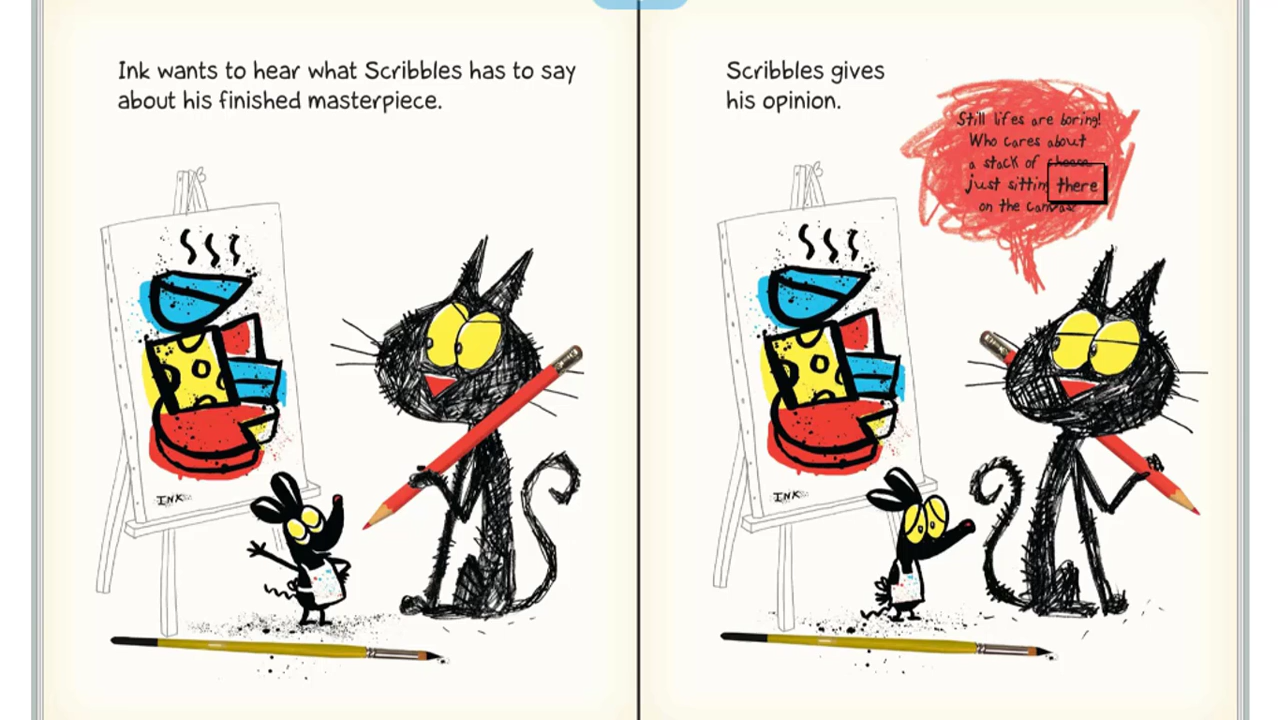 Ink wants to hear what Scribbles has to say
about his finished masterpiece.
INK
Scribbles gives
his opinion.
Still lifes are boring!
Who cares about
a stack of cheese
just sittin there
on the canvas?
INK